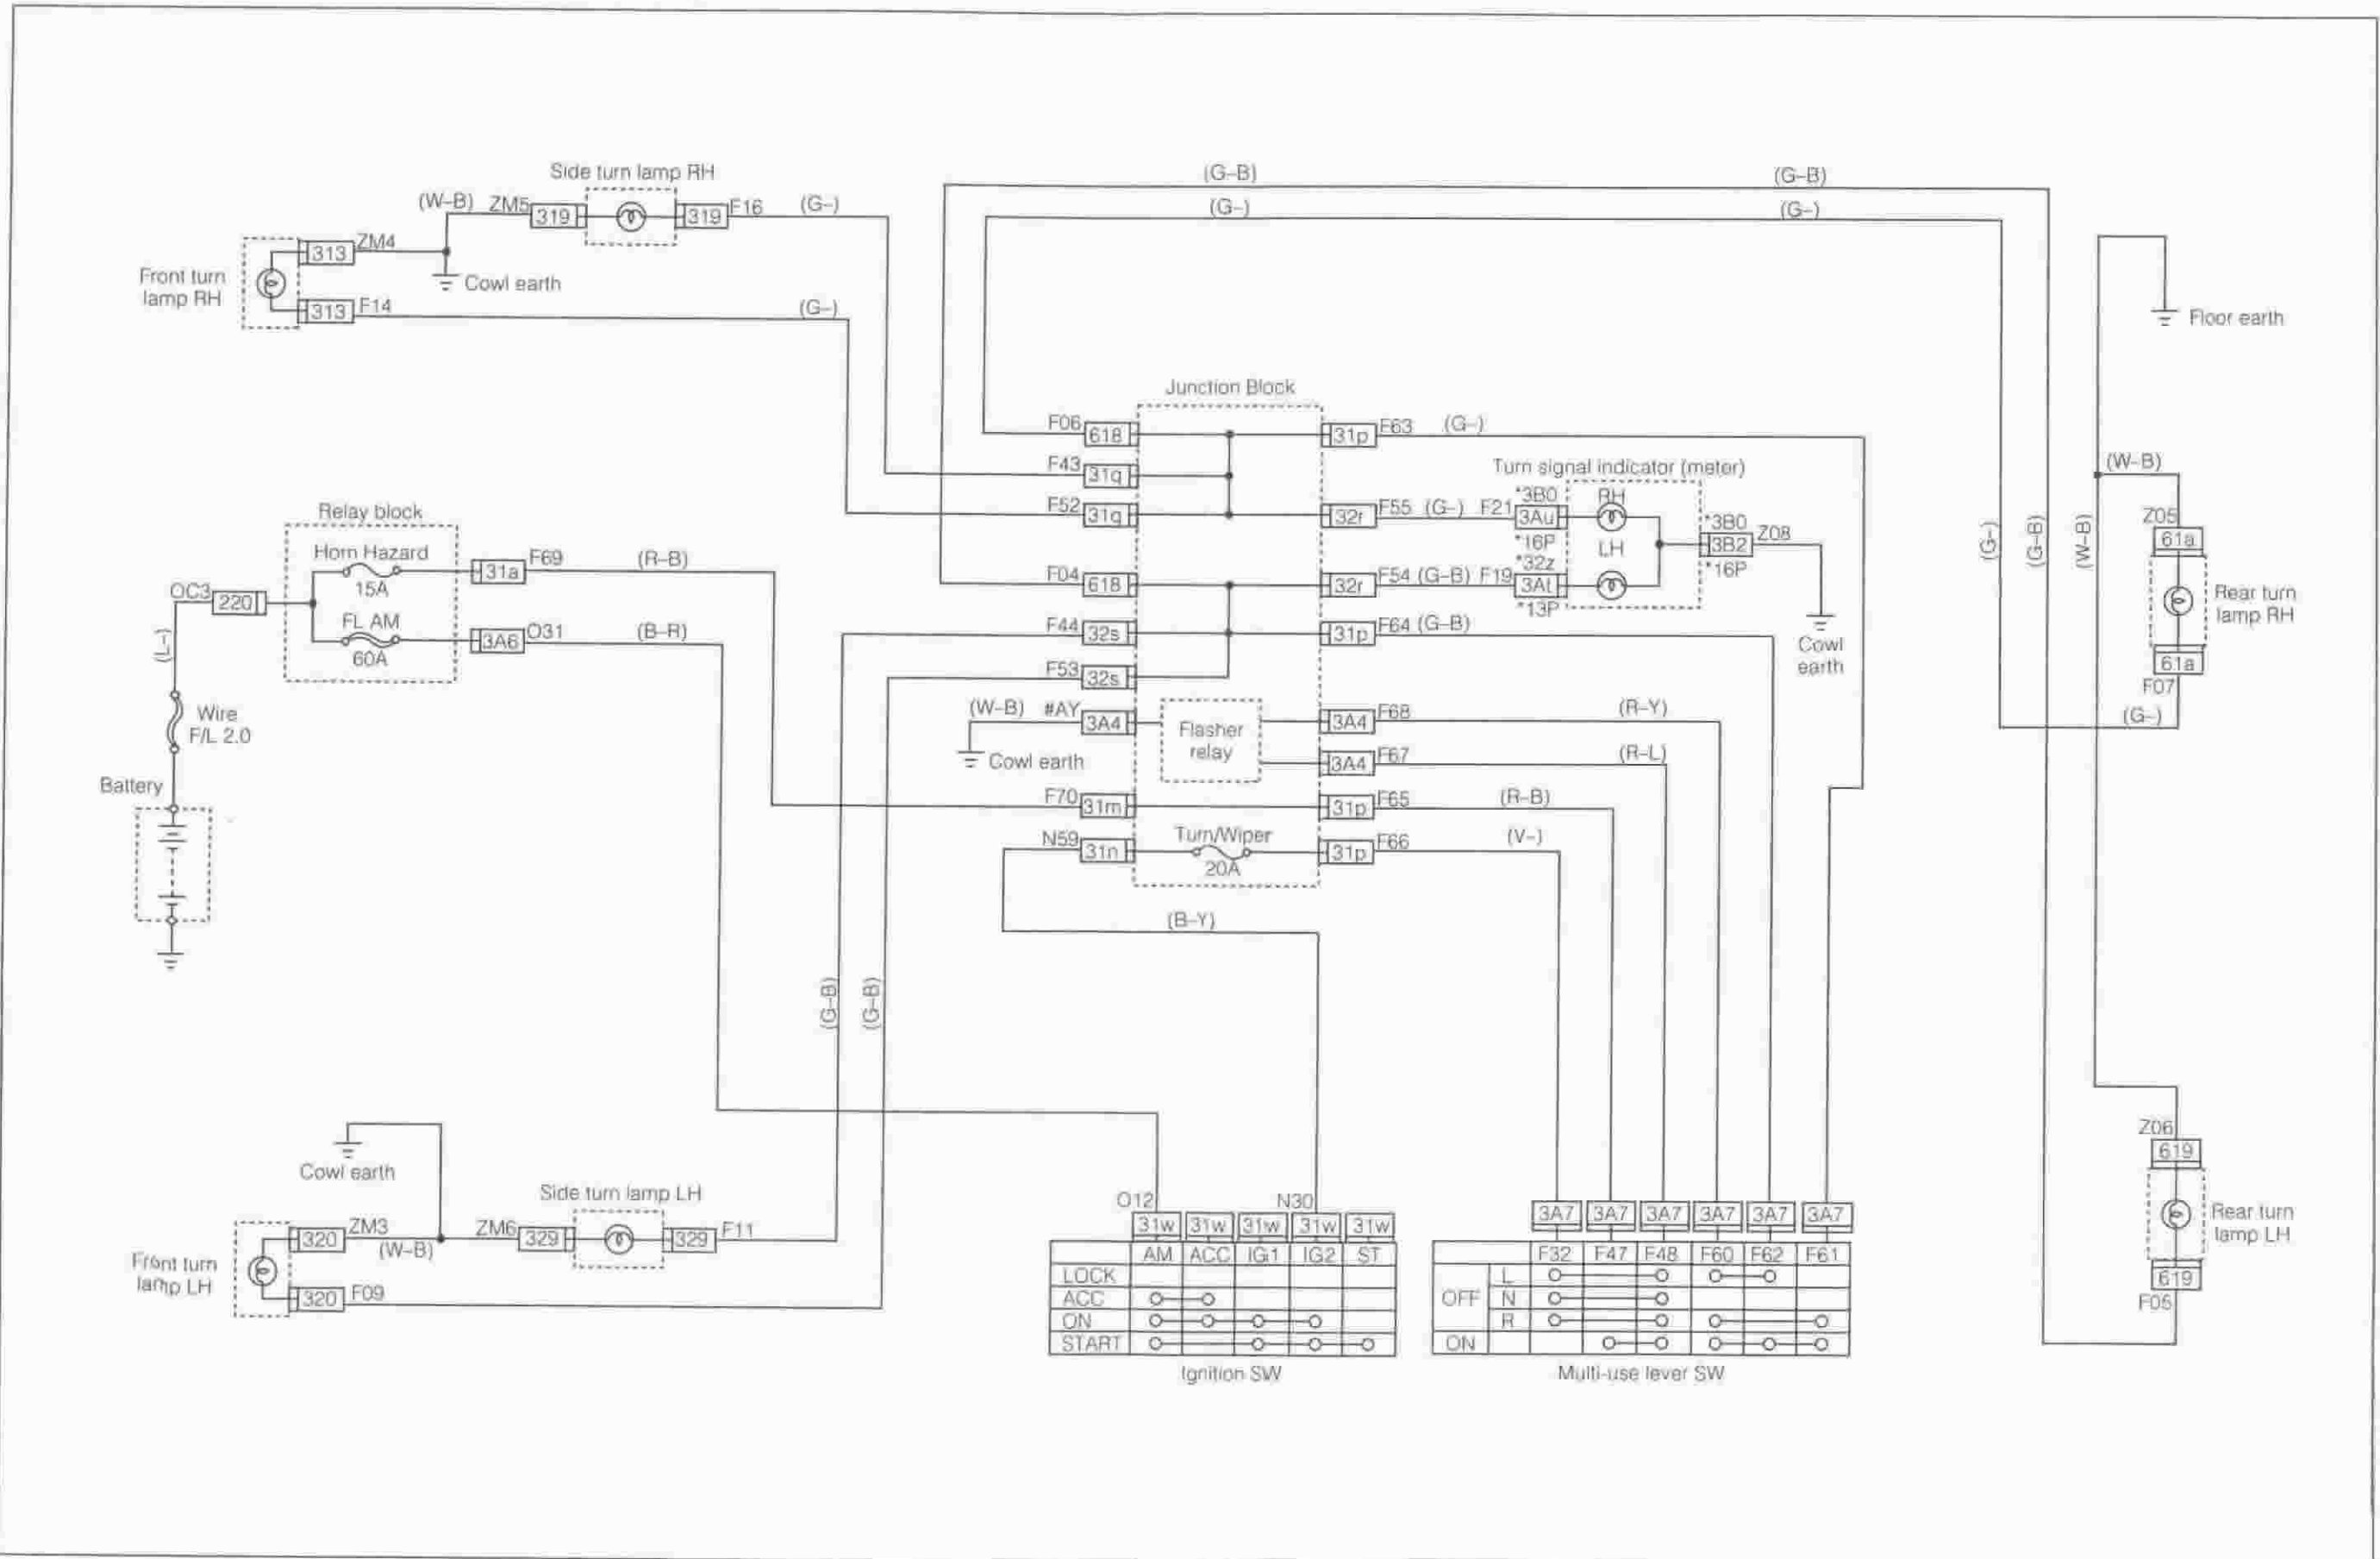 Side turn lamp RH
(W–B) ZM5 319 319 F16 (G–)
313 ZM4
Front turn
lamp RH
Cowl earth
313 F14 (G–)
(G–B) (G–B)
(G–) (G–)
Floor earth
Junction Block
F06 618 31p F63 (G–)
F43 31q
F52 31q 32r F55 (G–) F21 3Au
Turn signal indicator (meter)
*3B0 RH
*16P LH
*32z
*3B0
3B2 Z08
*16P
F04 618 32r F54 (G–B) F19 3At
*13P
Cowl
earth
F44 32s 31p F64 (G–B)
F53 32s
(W–B) #AY 3A4
Cowl earth
Flasher
relay
3A4 F68 (R–Y)
3A4 F67 (R–L)
F70 31m 31p F65 (R–B)
N59 31n Turn/Wiper 31p F66 (V–)
20A
(B–Y)
Relay block
Horn Hazard
15A
31a F69 (R–B)
OC3 220
FL AM
60A
3A6 O31 (B–R)
(L–)
Wire
F/L 2.0
Battery
(G–) (G–B) (W–B)
(W–B)
Z05
61a
Rear turn
lamp RH
61a
F07
(G–)
(G–B) (G–B)
Cowl earth
Side turn lamp LH
320 ZM3 ZM6 329 329 F11
(W–B)
Front turn
lamp LH
320 F09
O12 N30
31w 31w 31w 31w 31w
AM ACC IG1 IG2 ST
LOCK
ACC
ON
START
Ignition SW
3A7 3A7 3A7 3A7 3A7 3A7
F32 F47 F48 F60 F62 F61
L
OFF N
R
ON
Multi-use lever SW
Z06
619
Rear turn
lamp LH
619
F05